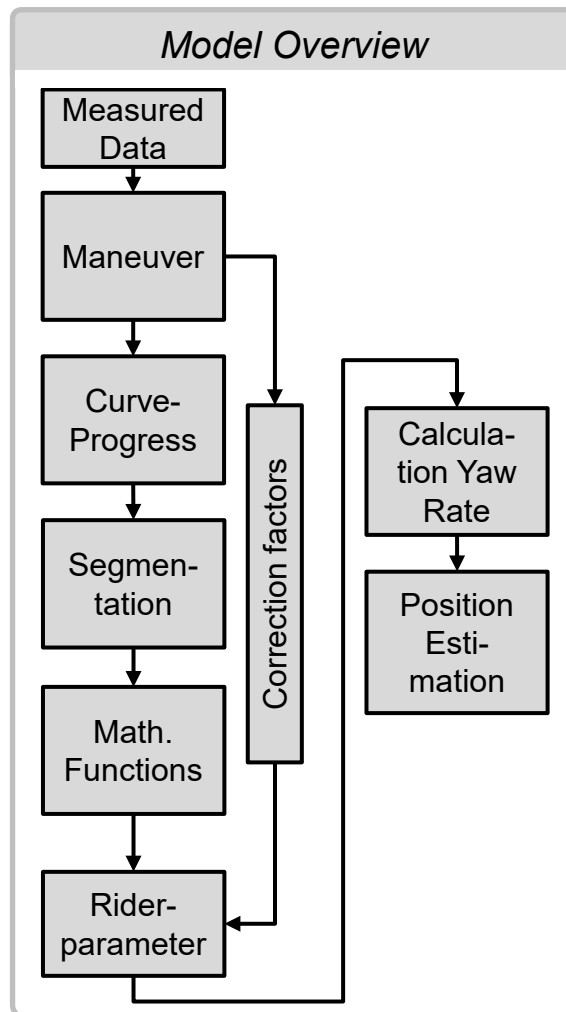 Model Overview
Measured
Data
Maneuver
Curve-
Progress
Segmen-
tation
Math.
Functions
Rider-
parameter
Correction factors
Calcula-
tion Yaw
Rate
Position
Esti-
mation